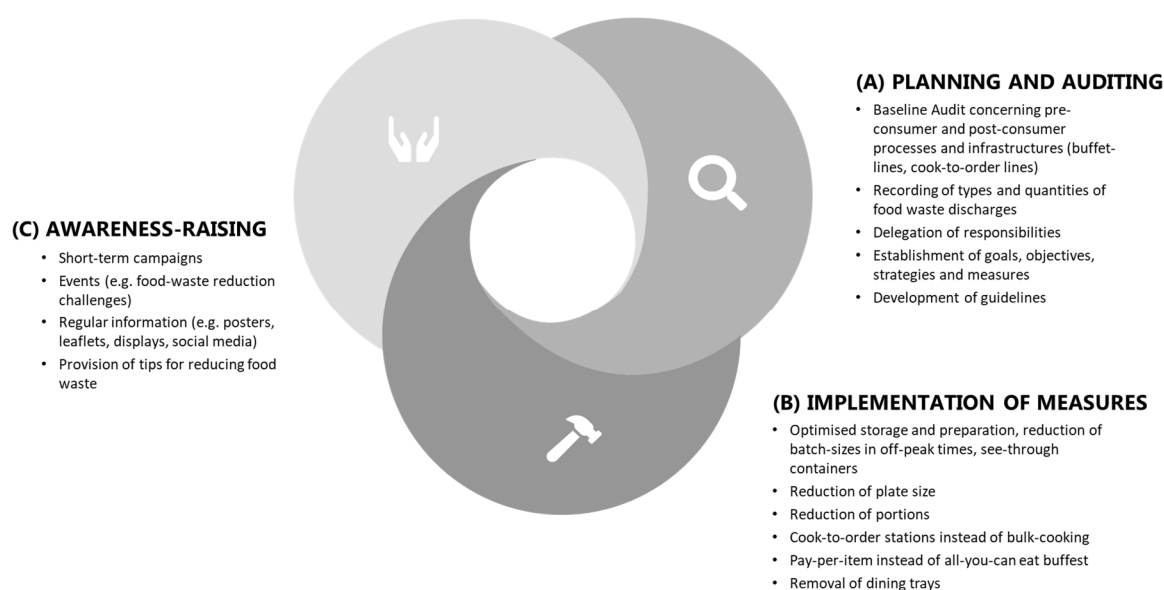 (A) PLANNING AND AUDITING
• Baseline Audit concerning pre-
consumer and post-consumer
processes and infrastructures (buffet-
lines, cook-to-order lines)
• Recording of types and quantities of
food waste discharges
• Delegation of responsibilities
• Establishment of goals, objectives,
strategies and measures
• Development of guidelines
(B) IMPLEMENTATION OF MEASURES
• Optimised storage and preparation, reduction of
batch-sizes in off-peak times, see-through
containers
• Reduction of plate size
• Reduction of portions
• Cook-to-order stations instead of bulk-cooking
• Pay-per-item instead of all-you-can eat buffest
• Removal of dining trays
(C) AWARENESS-RAISING
• Short-term campaigns
• Events (e.g. food-waste reduction
challenges)
• Regular information (e.g. posters,
leaflets, displays, social media)
• Provision of tips for reducing food
waste